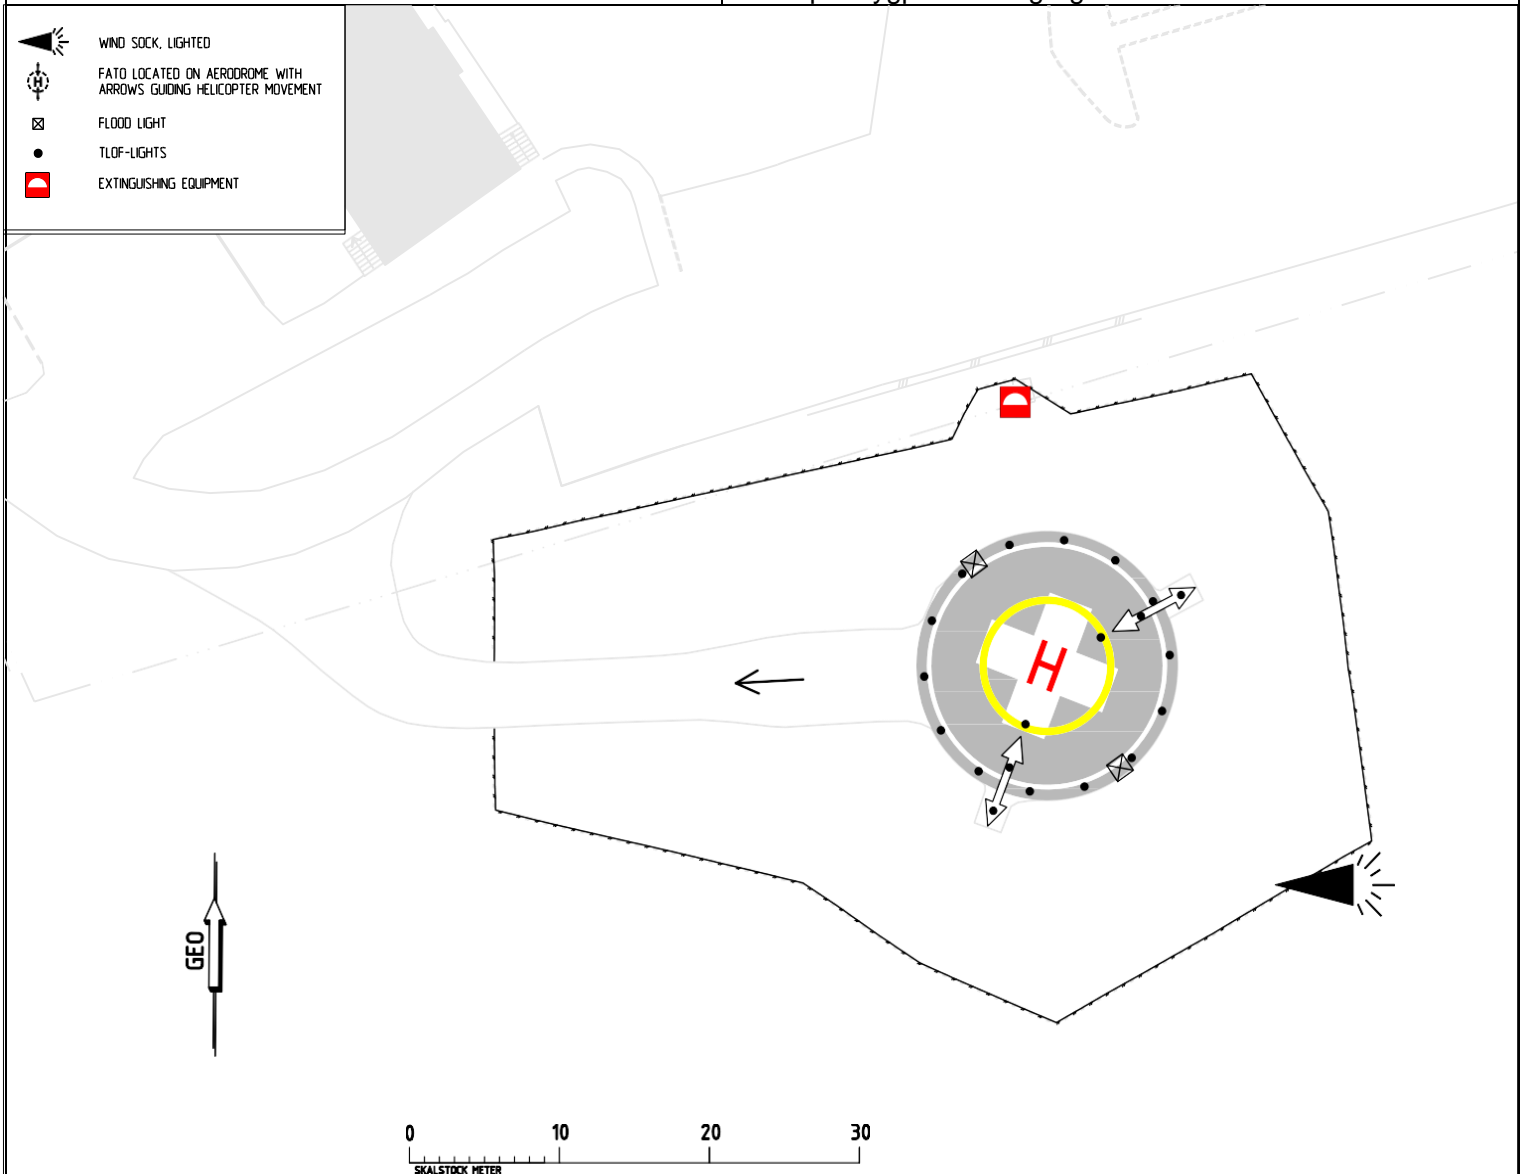 WIND SOCK, LIGHTED
H
FATO LOCATED ON AERODROME WITH
ARROWS GUIDING HELICOPTER MOVEMENT
FLOOD LIGHT
TLOF-LIGHTS
EXTINGUISHING EQUIPMENT
H
GEO
0 10 20 30
SKALSTOCK METER